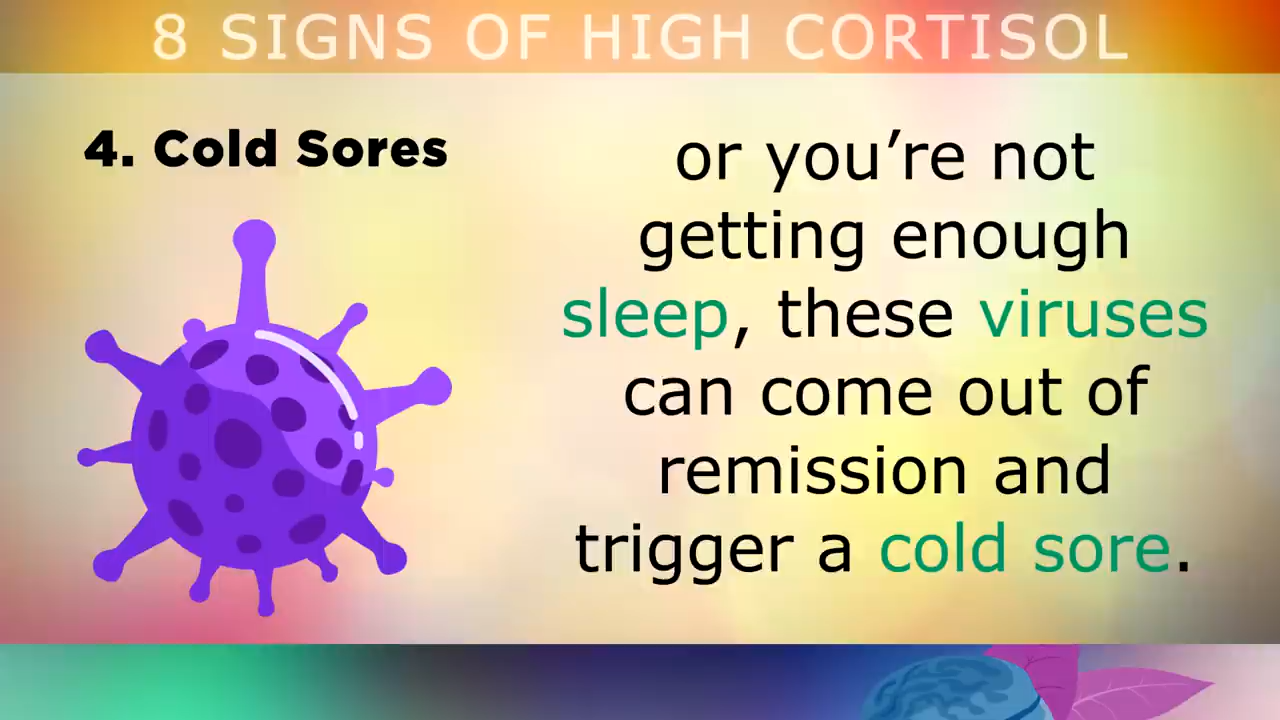 8 SIGNS OF HIGH CORTISOL
4. Cold Sores
or you’re not
getting enough
sleep, these viruses
can come out of
remission and
trigger a cold sore.